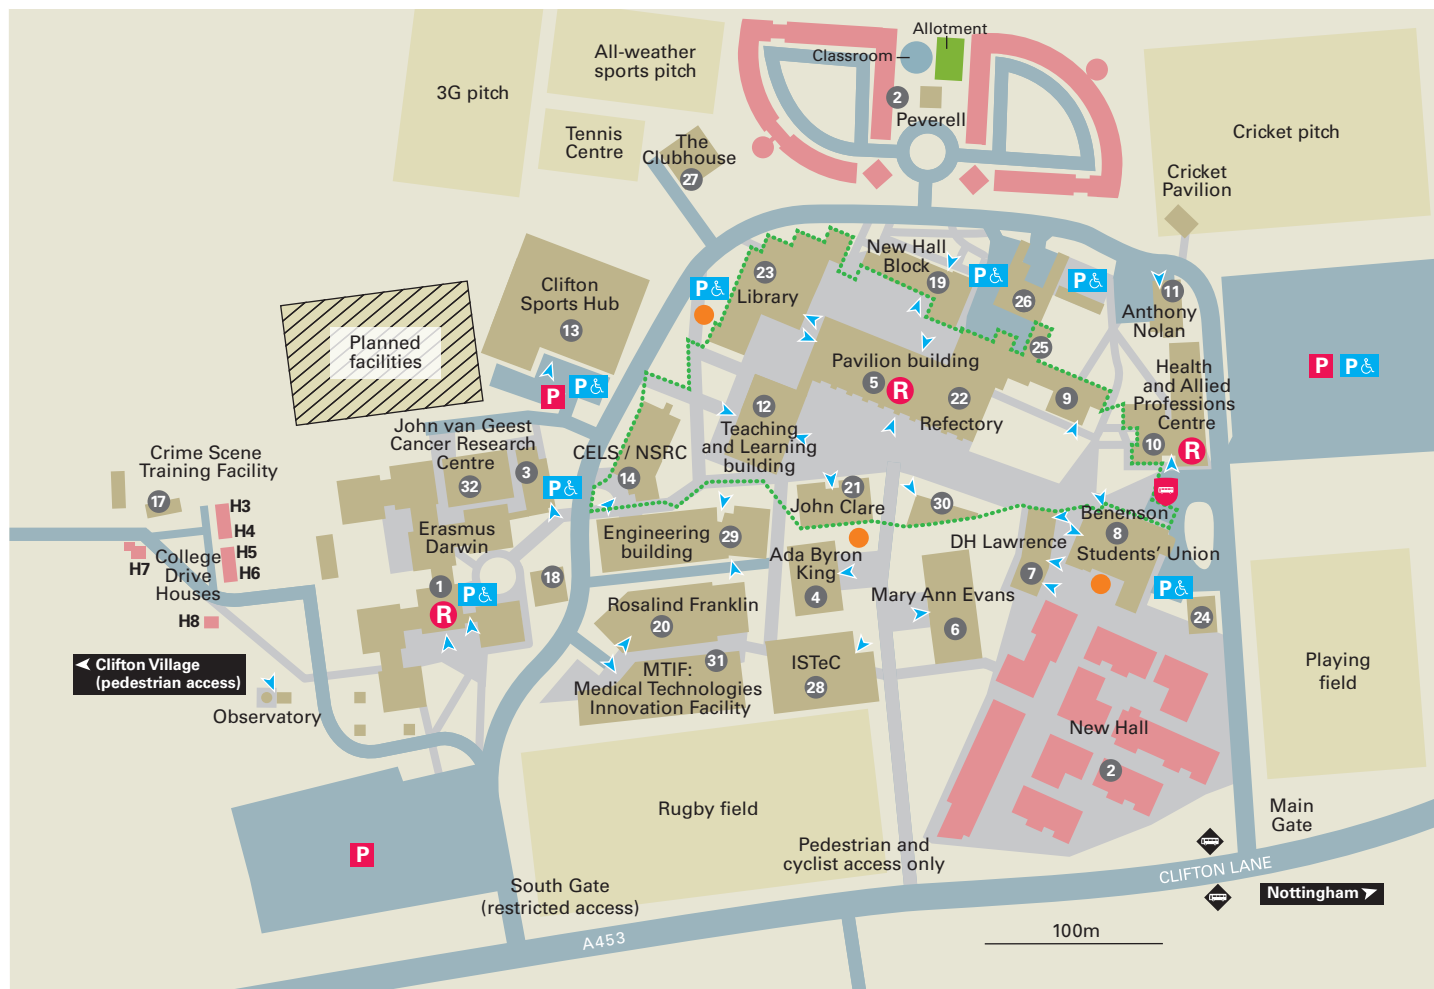 Allotment
Classroom
All-weather
sports pitch
3G pitch
2
Peverell
Tennis
Centre
The
Clubhouse
27
Cricket pitch
Cricket
Pavilion
New Hall
Block
19
23
Library
P
P
P
26
11
Anthony
Nolan
Clifton
Sports Hub
13
Planned
facilities
P
P
25
Pavilion building
5
R
22
Refectory
9
Health
and Allied
Professions
Centre
10
R
P
P
12
Teaching
and Learning
building
John van Geest
Cancer Research
Centre
3
32
CELS / NSRC
14
P
Crime Scene
Training Facility
17
H3
H4
H5
H6
H7
College
Drive
Houses
H8
Erasmus
Darwin
1
P
R
18
Engineering
building
29
21
John Clare
30
Benenson
8
Students’ Union
DH Lawrence
7
P
24
Ada Byron
King
4
Mary Ann Evans
6
Rosalind Franklin
20
31
MTIF:
Medical Technologies
Innovation Facility
ISTeC
28
Clifton Village
(pedestrian access)
Observatory
New Hall
2
Playing
field
Rugby field
P
Pedestrian and
cyclist access only
Main
Gate
South Gate
(restricted access)
CLIFTON LANE
Nottingham
A453
100m